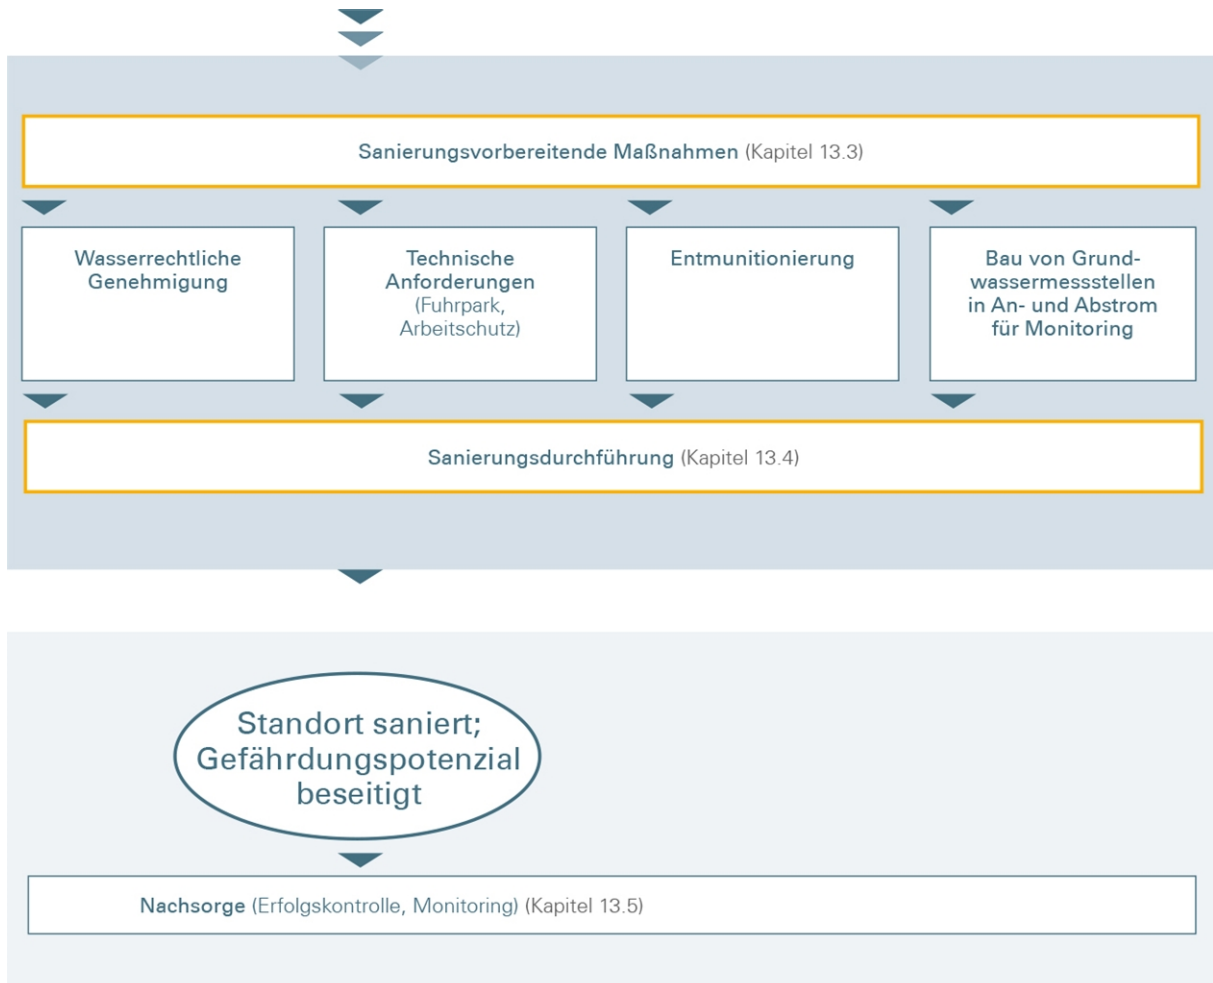 Sanierungsvorbereitende Maßnahmen (Kapitel 13.3)
Wasserrechtliche
Genehmigung
Technische
Anforderungen
(Fuhrpark,
Arbeitschutz)
Entmunitionierung
Bau von Grund-
wassermessstellen
in An- und Abstrom
für Monitoring
Sanierungsdurchführung (Kapitel 13.4)
Standort saniert;
Gefährdungspotenzial
beseitigt
Nachsorge (Erfolgskontrolle, Monitoring) (Kapitel 13.5)